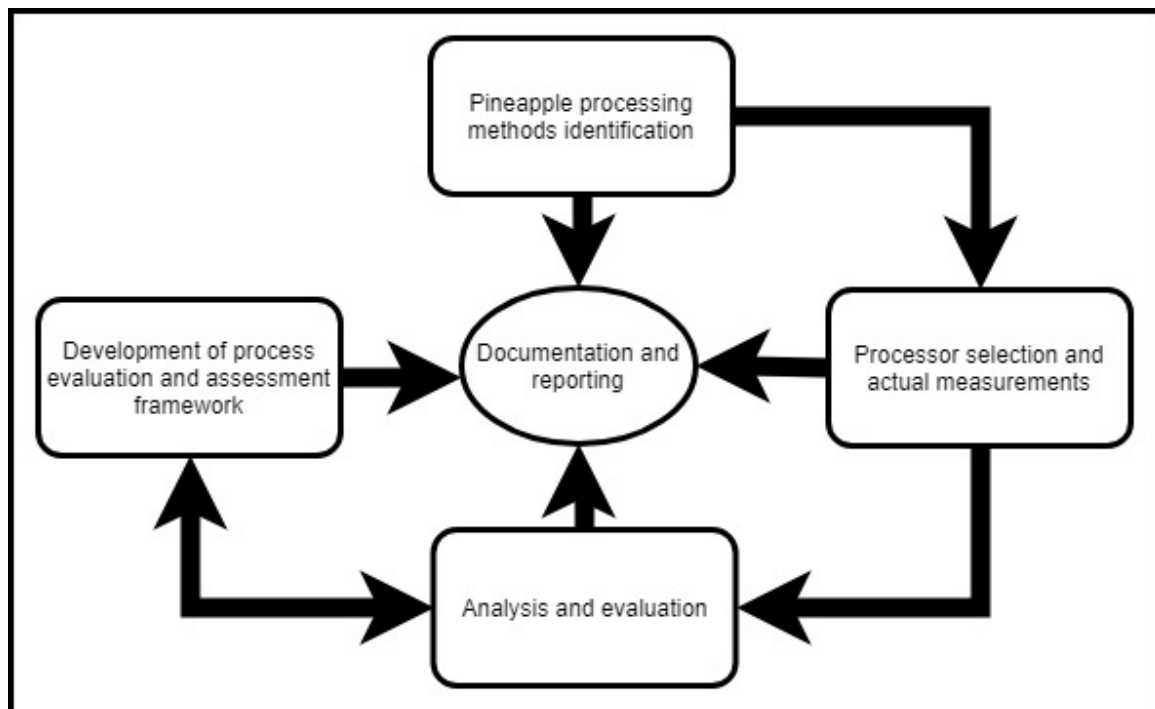 Pineapple processing
methods identification
Development of process
evaluation and assessment
framework
Documentation and
reporting
Processor selection and
actual measurements
Analysis and evaluation